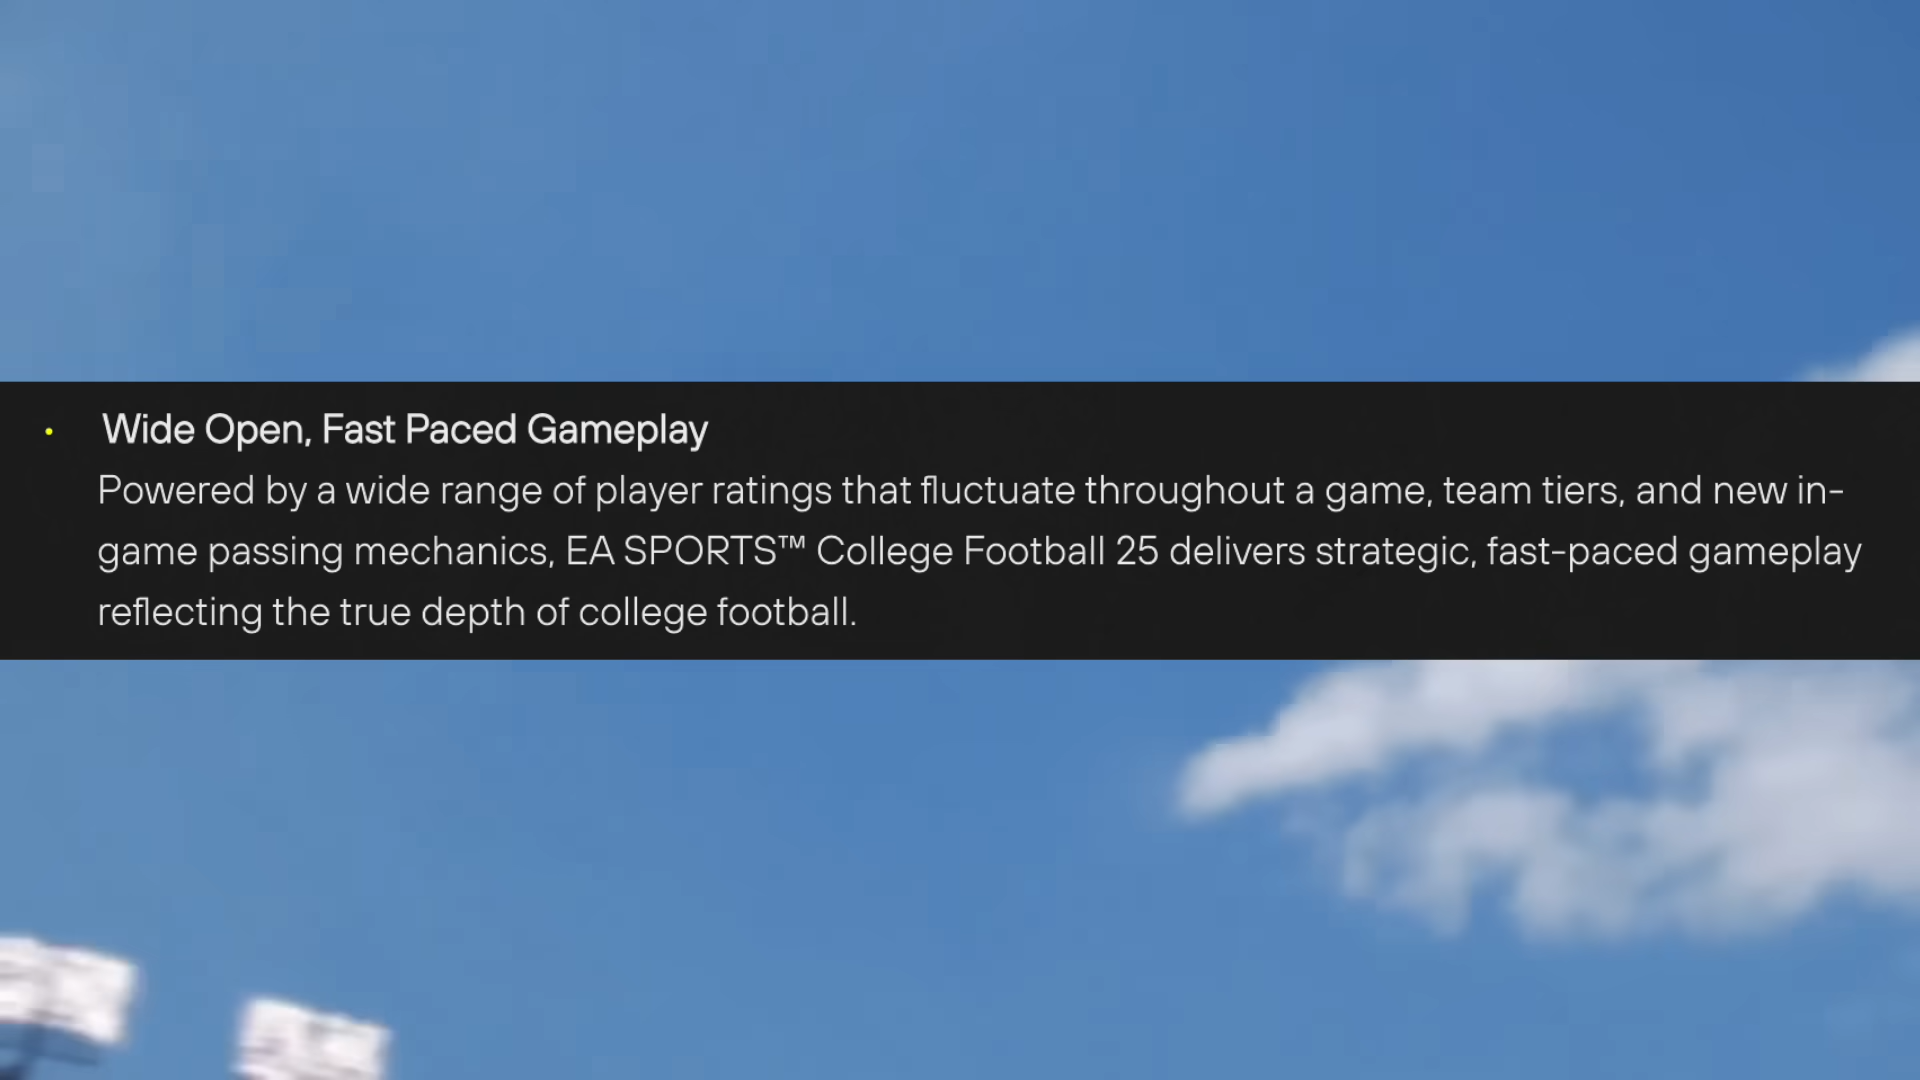 • Wide Open, Fast Paced Gameplay
Powered by a wide range of player ratings that fluctuate throughout a game, team tiers, and new in-
game passing mechanics, EA SPORTS™ College Football 25 delivers strategic, fast-paced gameplay
reflecting the true depth of college football.